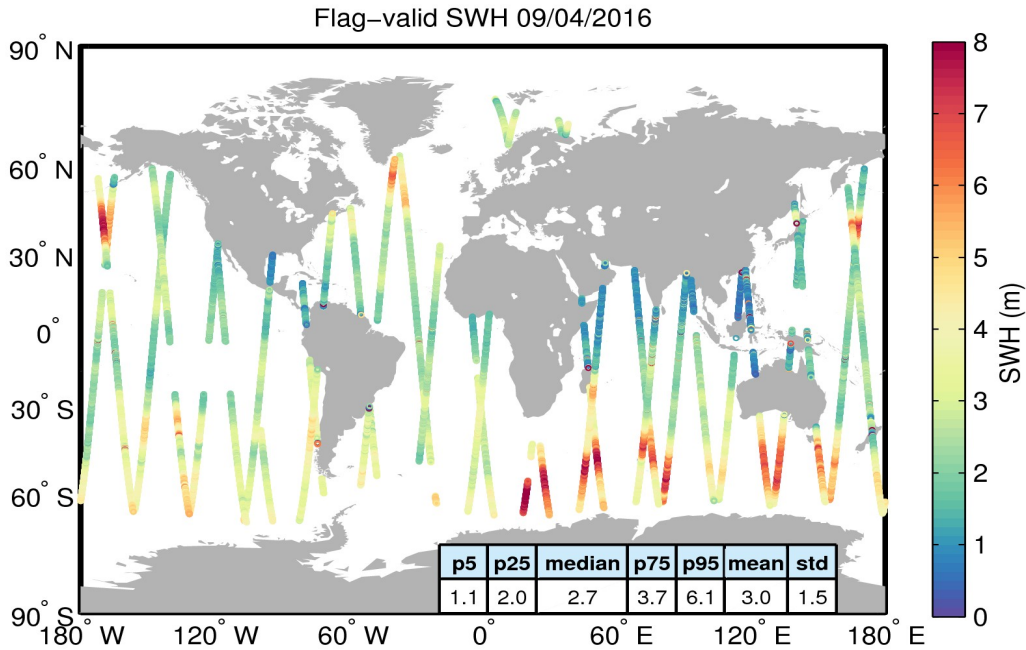 Flag−valid SWH 09/04/2016
90° N
60° N
30° N
0°
30° S
60° S
90° S
180° W
120° W
60° W
0°
60° E
120° E
180° E
p5 p25 median p75 p95 mean std
1.1 2.0 2.7 3.7 6.1 3.0 1.5
8
7
6
5
4
3
2
1
0
SWH (m)